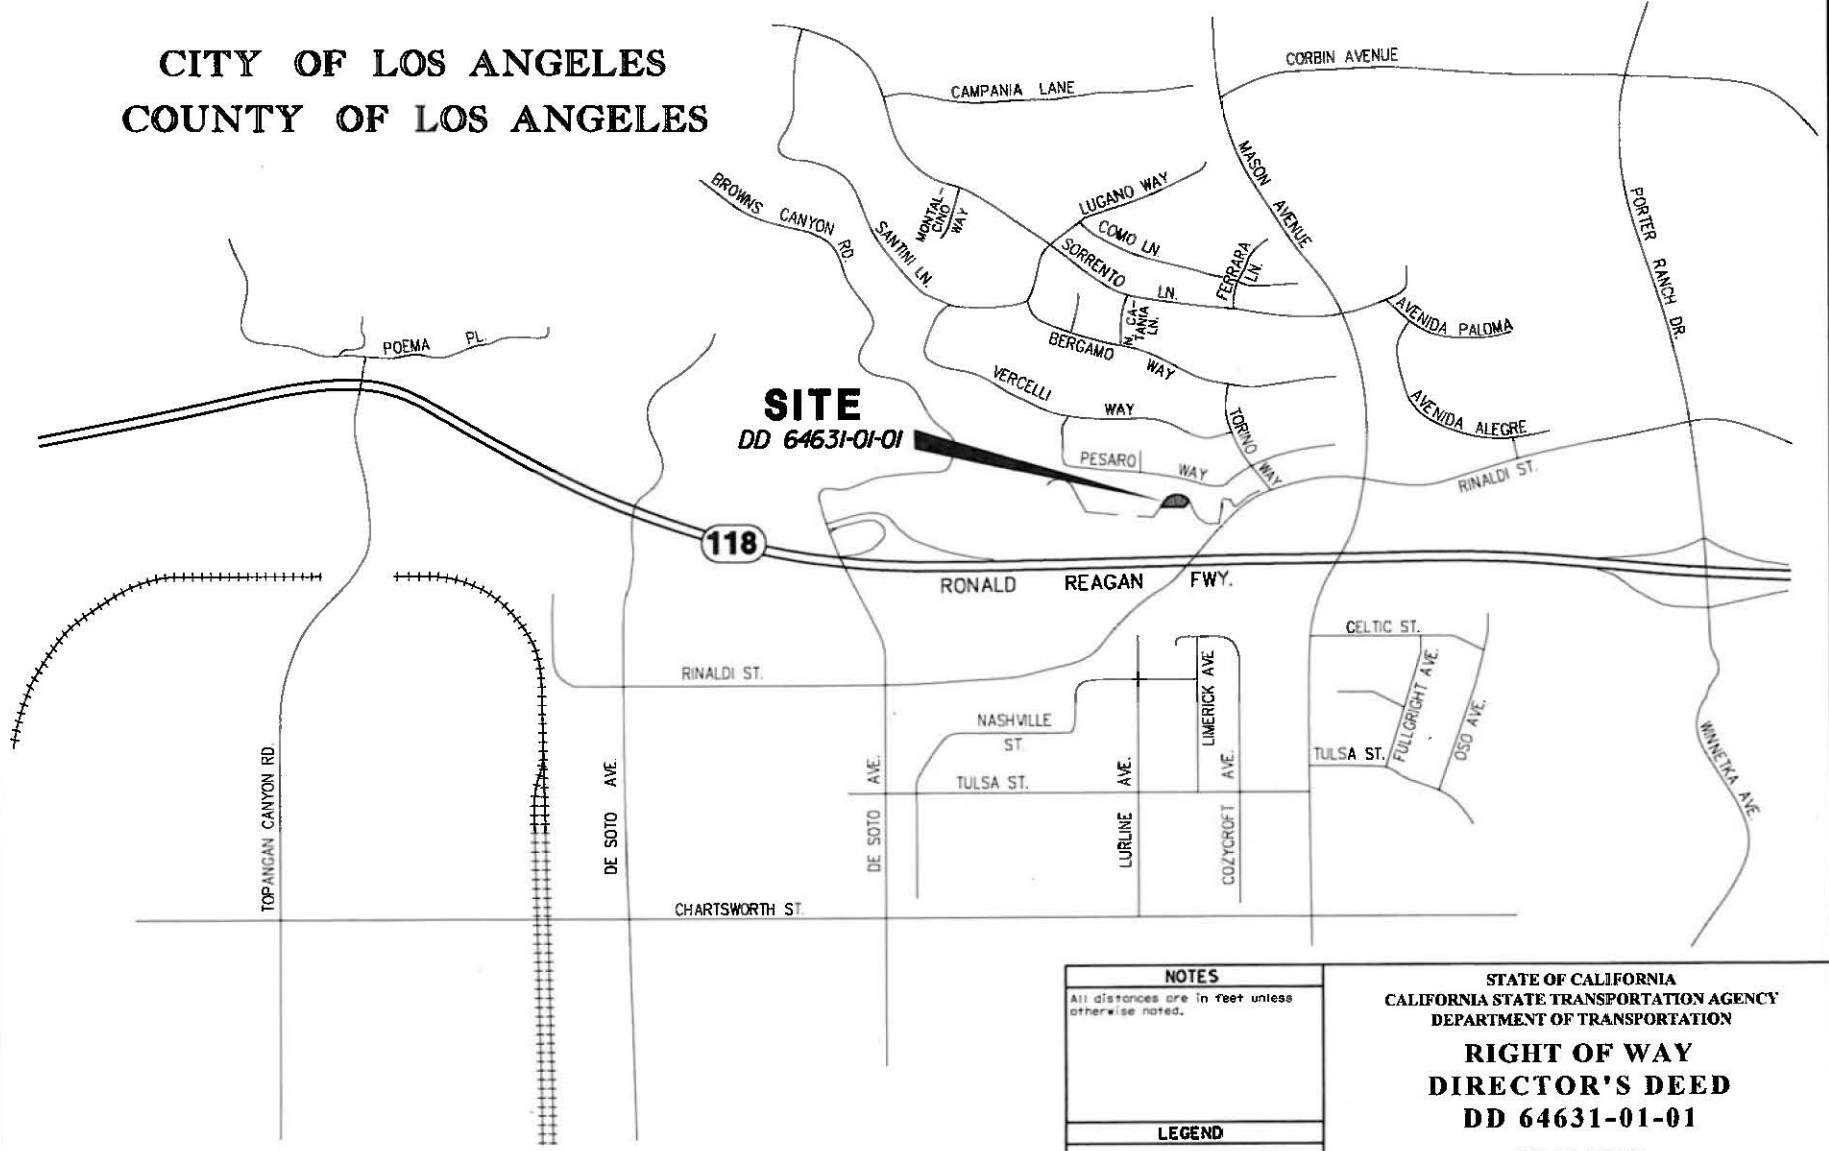 CITY OF LOS ANGELES
COUNTY OF LOS ANGELES
CORBIN AVENUE
CAMPANIA LANE
MASON AVENUE
BROWNS CANYON RD.
SANTINI LN.
MONTAL-
CINO
WAY
LUGANO WAY
COMO LN.
SORRENTO LN.
FERRARA
LN.
PORTER RANCH DR.
N. CA-
TANIA
LN.
BERGAMO WAY
AVENIDA PALOMA
POEMA PL.
VERCELLI WAY
SITE
DD 64631-01-01
TORINO WAY
AVENIDA ALEGRE
PESARO WAY
RINALDI ST.
118
RONALD REAGAN FWY.
CELTIC ST.
RINALDI ST.
LIMERICK AVE
FULLGRIGHT AVE.
OSO AVE.
NASHVILLE
ST.
TULSA ST.
TULSA ST.
WINNETKA AVE.
TOPANGAN CANYON RD.
DE SOTO AVE.
DE SOTO AVE.
LURLINE AVE.
COZYCROFT AVE.
CHARTSWORTH ST.
NOTES
All distances are in feet unless
otherwise noted.
LEGEND
STATE OF CALIFORNIA
CALIFORNIA STATE TRANSPORTATION AGENCY
DEPARTMENT OF TRANSPORTATION
RIGHT OF WAY
DIRECTOR'S DEED
DD 64631-01-01